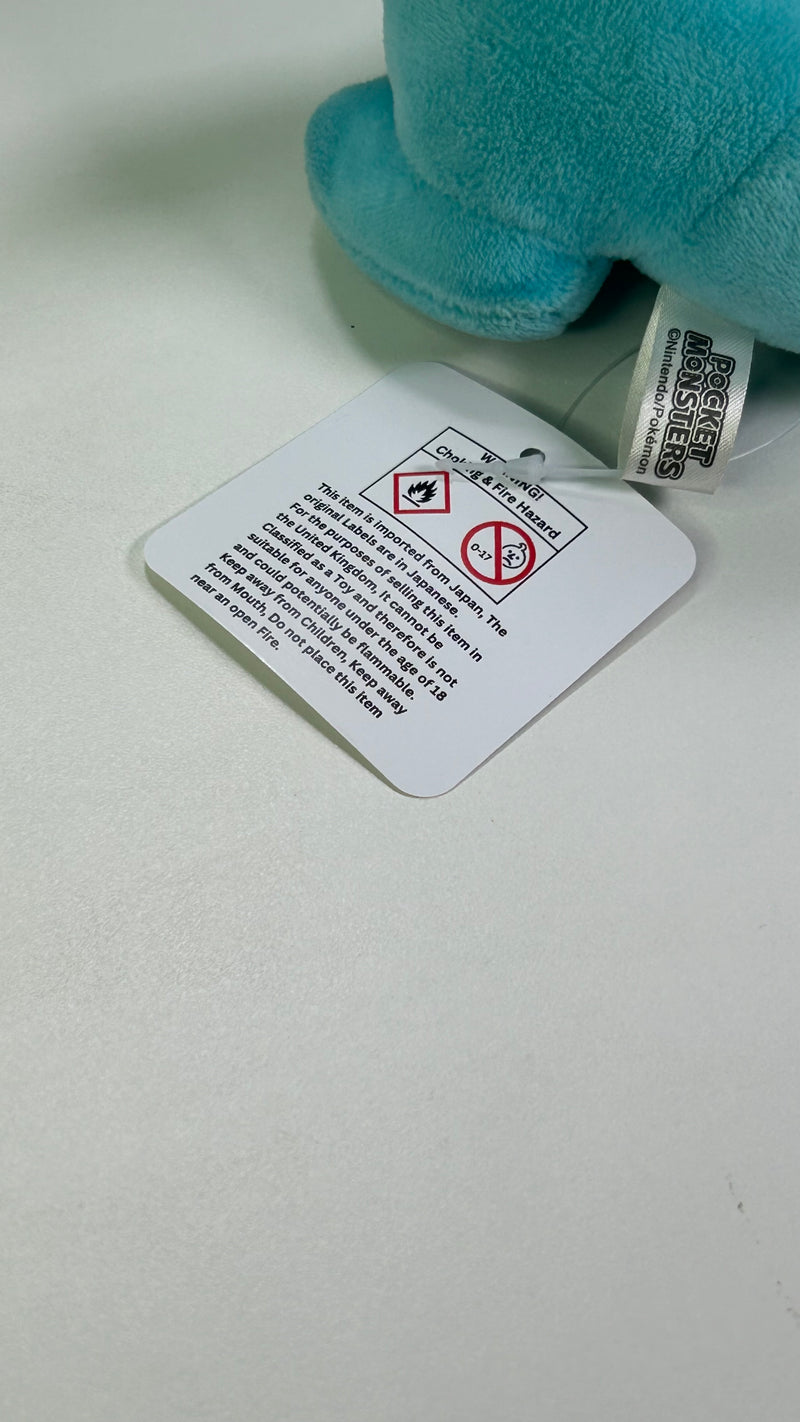 WARNING!
Choking & Fire Hazard
0-17
This item is imported from Japan, The
original Labels are in Japanese.
For the purposes of selling this item in
the United Kingdom, it cannot be
Classified as a Toy and therefore is not
suitable for anyone under the age of 18
and could potentially be flammable.
Keep away from Children, Keep away
from Mouth, Do not place this item
near an open Fire.
POCKET
MONSTERS
©Nintendo/Pokémon